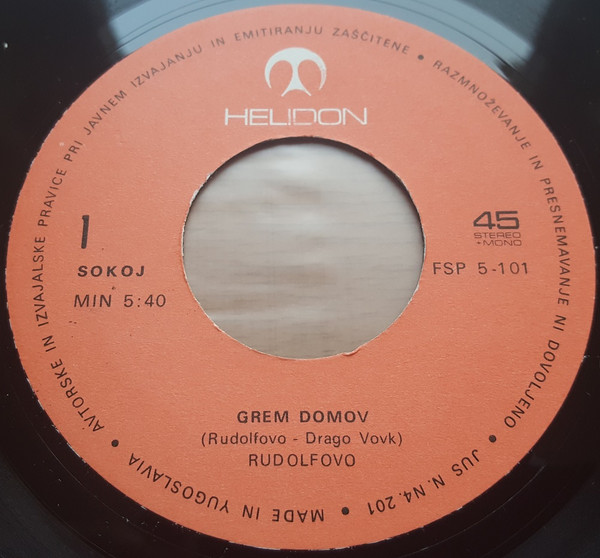 AVTORSKE IN IZVAJALSKE PRAVICE PRI JAVNEM IZVAJANJU IN EMITIRANJU ZAŠČITENE • RAZMNOŽEVANJE IN PRESNEMAVANJE NI DOVOLJENO • JUS N. N4. 201 • MADE IN YUGOSLAVIA •
HELIDON
1
SOKOJ
MIN 5:40
45
STEREO
+MONO
FSP 5-101
GREM DOMOV
(Rudolfovo - Drago Vovk)
RUDOLFOVO